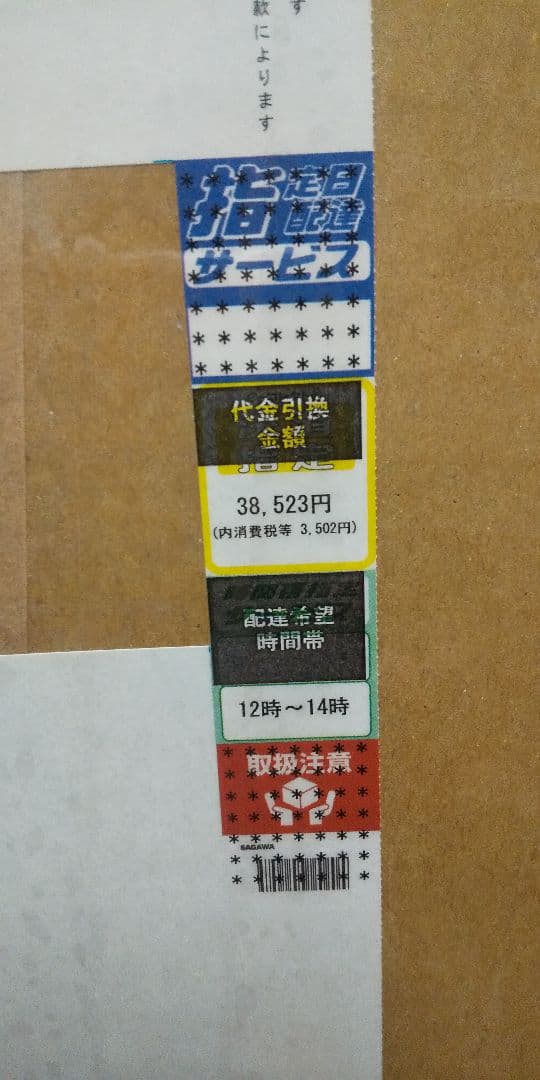 す
款によります
指定日
配達
サービス
* * * * * * *
* * * * * * *
* * * * * * *
代金引換
金額
指定
38,523円
(内消費税等 3,502円)
配達希望
時間帯
12時～14時
取扱注意
SAGAWA